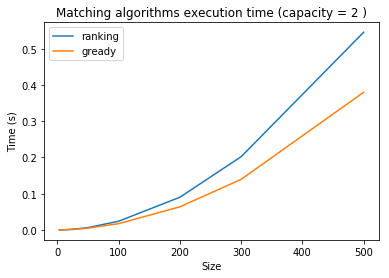 Matching algorithms execution time (capacity = 2 )
ranking
gready
Time (s)
0.5
0.4
0.3
0.2
0.1
0.0
0
100
200
300
400
500
Size